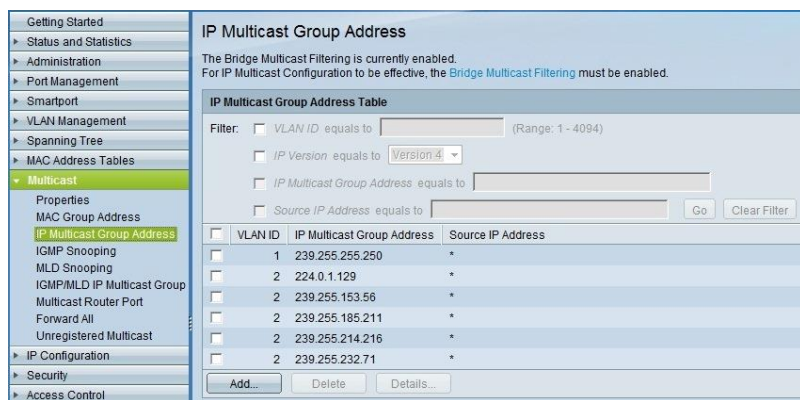 Getting Started
Status and Statistics
Administration
Port Management
Smartport
VLAN Management
Spanning Tree
MAC Address Tables
Multicast
Properties
MAC Group Address
IP Multicast Group Address
IGMP Snooping
MLD Snooping
IGMP/MLD IP Multicast Group
Multicast Router Port
Forward All
Unregistered Multicast
IP Configuration
Security
Access Control
IP Multicast Group Address
The Bridge Multicast Filtering is currently enabled.
For IP Multicast Configuration to be effective, the Bridge Multicast Filtering must be enabled.
IP Multicast Group Address Table
Filter: VLAN ID equals to (Range: 1 - 4094)
IP Version equals to Version 4
IP Multicast Group Address equals to
Source IP Address equals to Go Clear Filter
VLAN ID IP Multicast Group Address Source IP Address
1 239.255.255.250 *
2 224.0.1.129 *
2 239.255.153.56 *
2 239.255.185.211 *
2 239.255.214.216 *
2 239.255.232.71 *
Add... Delete Details...